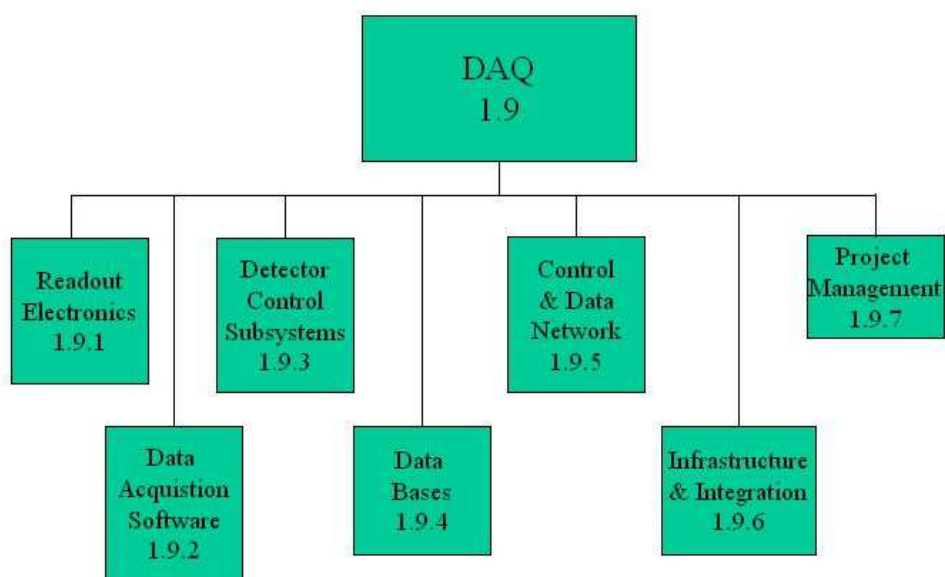 DAQ
1.9
Readout
Electronics
1.9.1
Data
Acquistion
Software
1.9.2
Detector
Control
Subsystems
1.9.3
Data
Bases
1.9.4
Control
& Data
Network
1.9.5
Infrastructure
& Integration
1.9.6
Project
Management
1.9.7